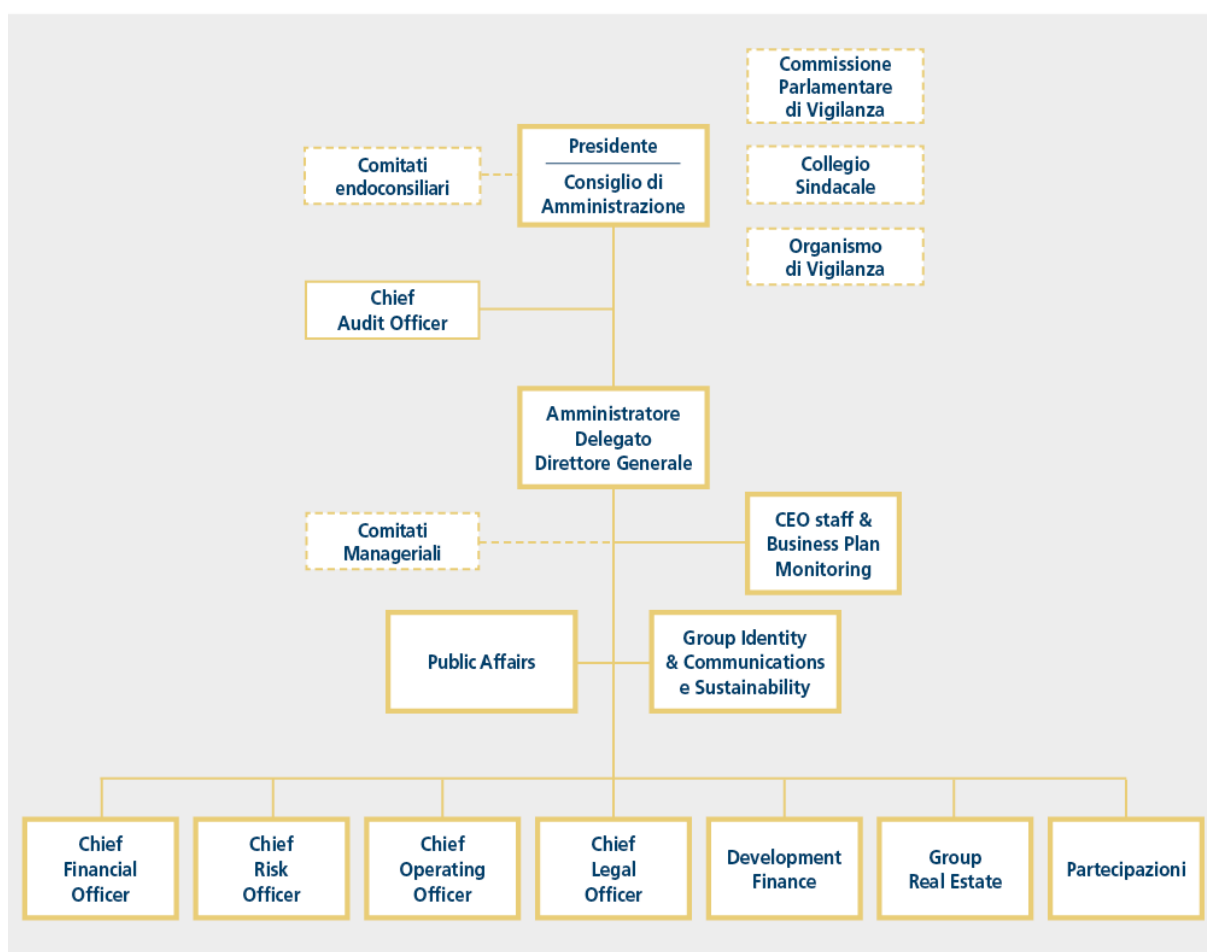 Commissione
Parlamentare
di Vigilanza
Presidente
Consiglio di
Amministrazione
Comitati
endoconsiliari
Collegio
Sindacale
Organismo
di Vigilanza
Chief
Audit Officer
Amministratore
Delegato
Direttore Generale
Comitati
Manageriali
CEO staff &
Business Plan
Monitoring
Public Affairs
Group Identity
& Communications
e Sustainability
Chief
Financial
Officer
Chief
Risk
Officer
Chief
Operating
Officer
Chief
Legal
Officer
Development
Finance
Group
Real Estate
Partecipazioni